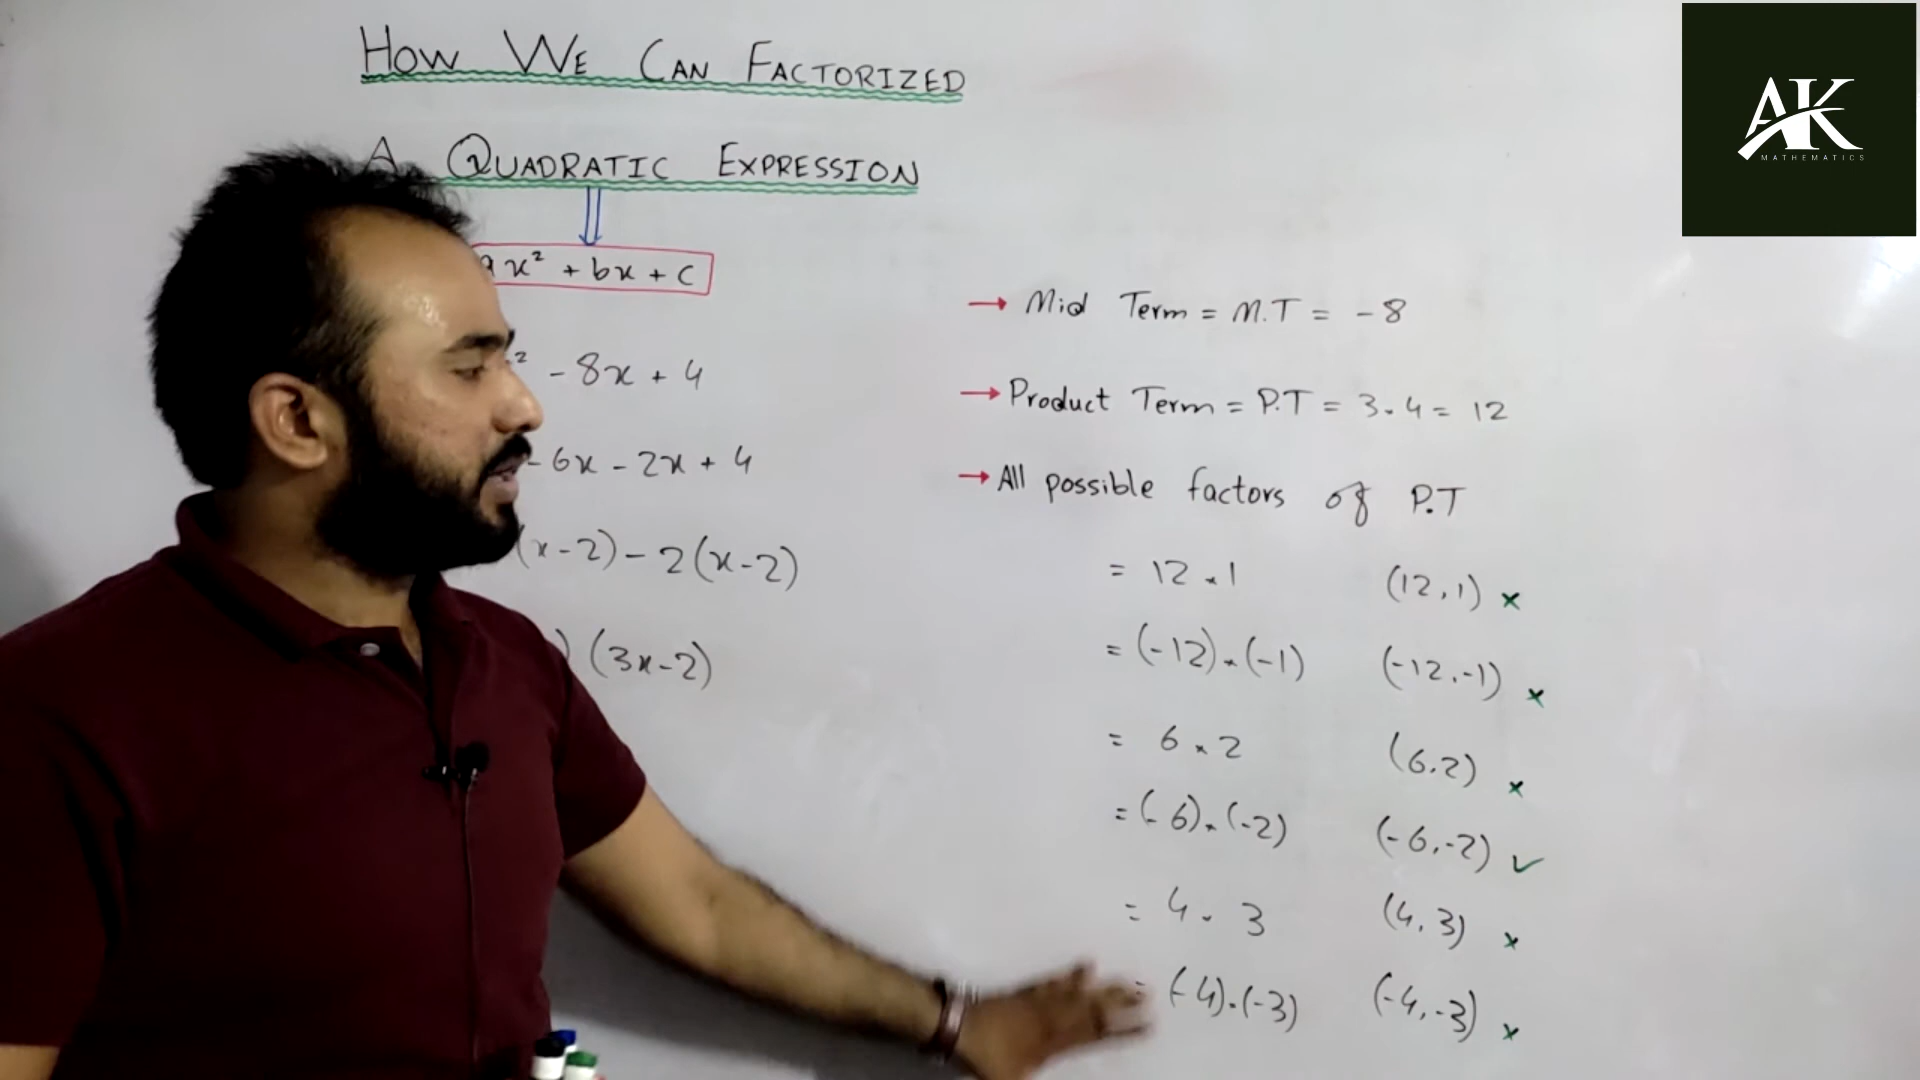 HOW WE CAN FACTORIZED
A QUADRATIC EXPRESSION
ax² + bx + c
² - 8x + 4
- 6x - 2x + 4
(x-2) - 2(x-2)
) (3x-2)
→ Mid Term = M.T = -8
→ Product Term = P.T = 3.4 = 12
→ All possible factors of P.T
= 12 . 1 (12, 1) ×
= (-12) . (-1) (-12, -1) ×
= 6 × 2 (6, 2) ×
= (-6) . (-2) (-6, -2) ✓
= 4 . 3 (4, 3) ×
= (-4) . (-3) (-4, -3) ×
AK
MATHEMATICS